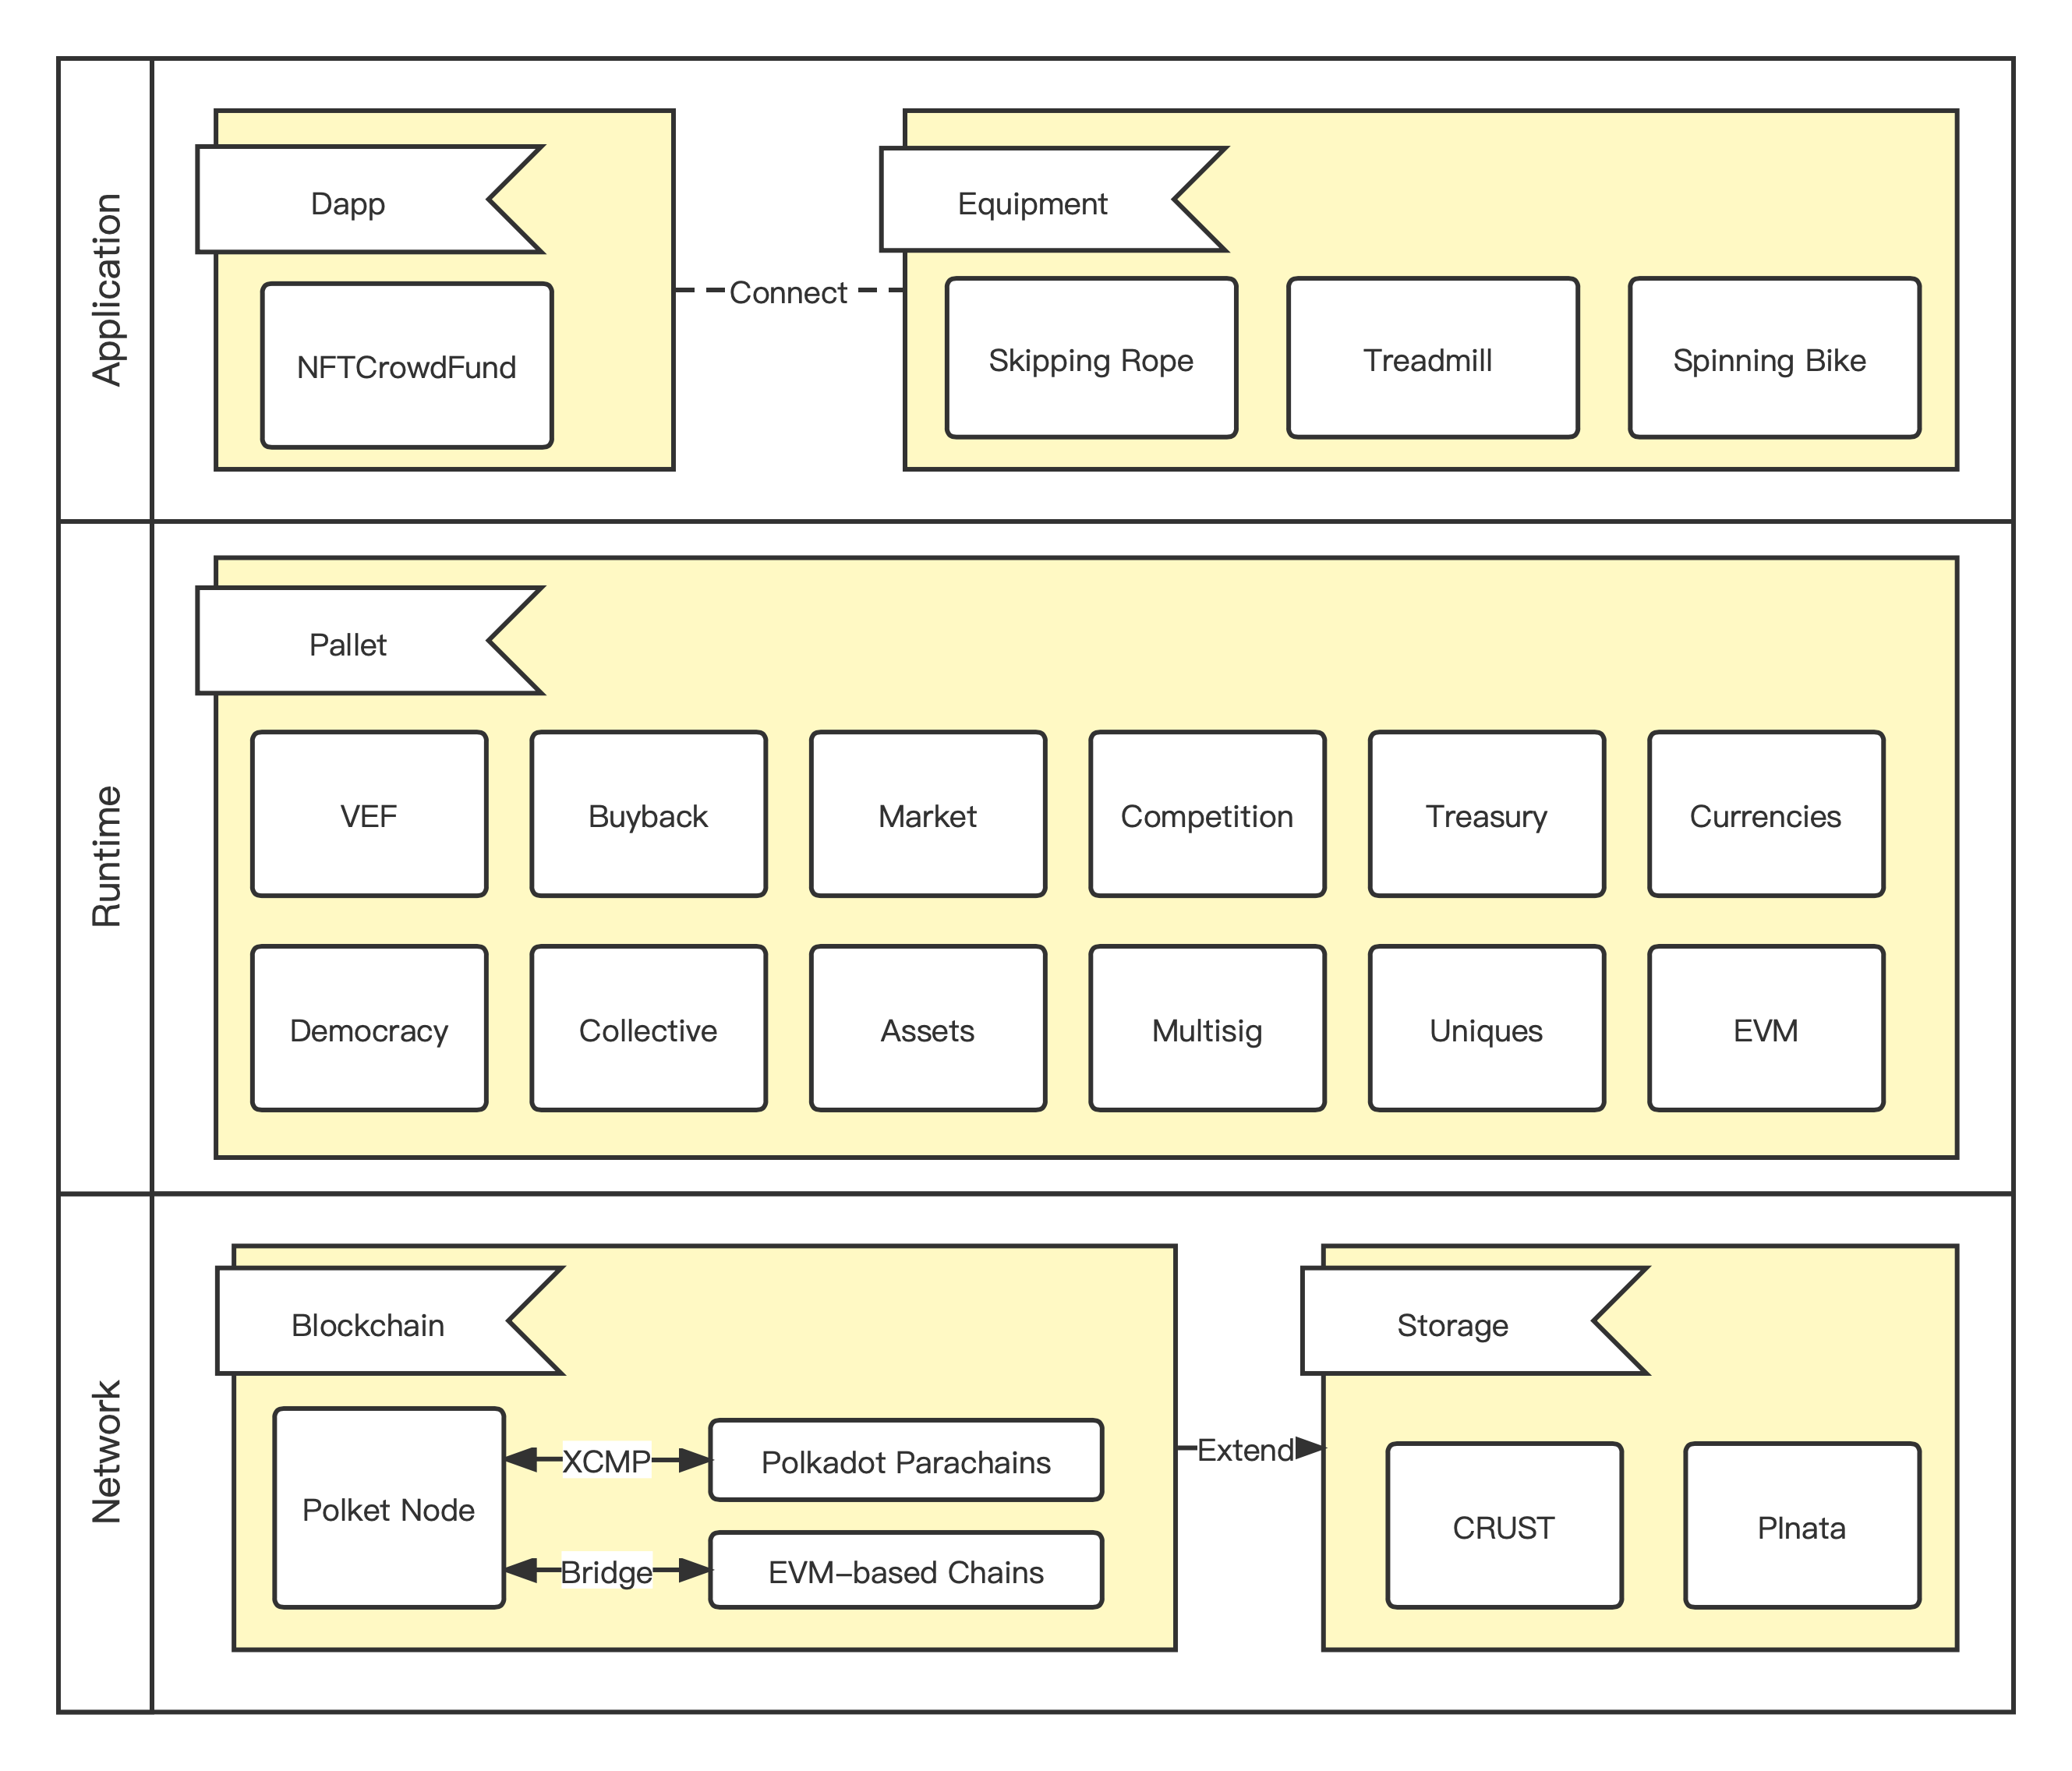 Application
Dapp
NFTCrowdFund
Connect
Equipment
Skipping Rope
Treadmill
Spinning Bike
Runtime
Pallet
VEF
Buyback
Market
Competition
Treasury
Currencies
Democracy
Collective
Assets
Multisig
Uniques
EVM
Network
Blockchain
Polket Node
XCMP
Polkadot Parachains
Bridge
EVM-based Chains
Extend
Storage
CRUST
PInata